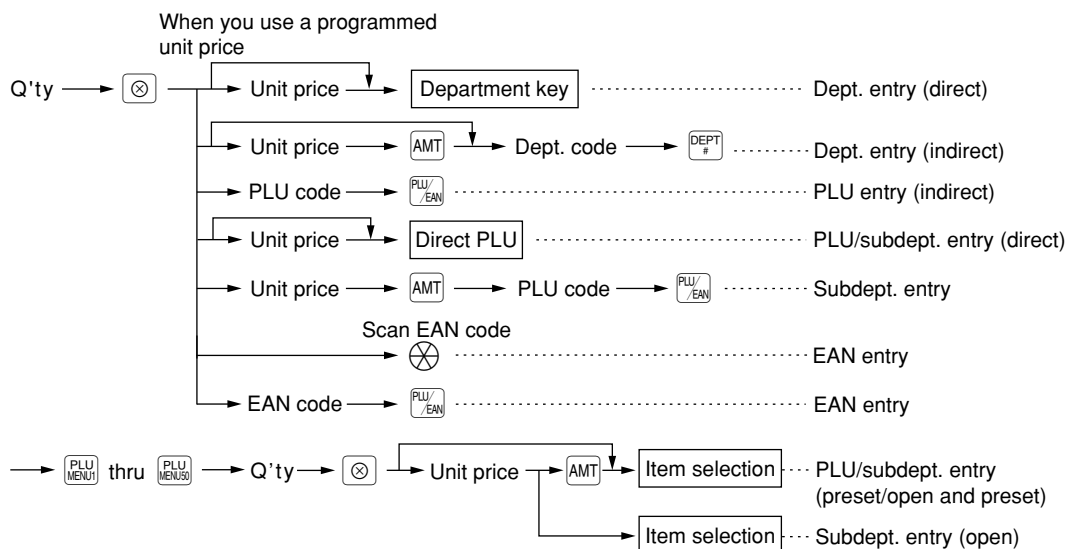 When you use a programmed
unit price
Q'ty ⊗ Unit price Department key Dept. entry (direct)
Unit price AMT Dept. code DEPT # Dept. entry (indirect)
PLU code PLU/EAN PLU entry (indirect)
Unit price Direct PLU PLU/subdept. entry (direct)
Unit price AMT PLU code PLU/EAN Subdept. entry
Scan EAN code
EAN entry
EAN code PLU/EAN EAN entry
PLU MENU1 thru PLU MENU50 Q'ty ⊗ Unit price AMT Item selection PLU/subdept. entry
(preset/open and preset)
Item selection Subdept. entry (open)